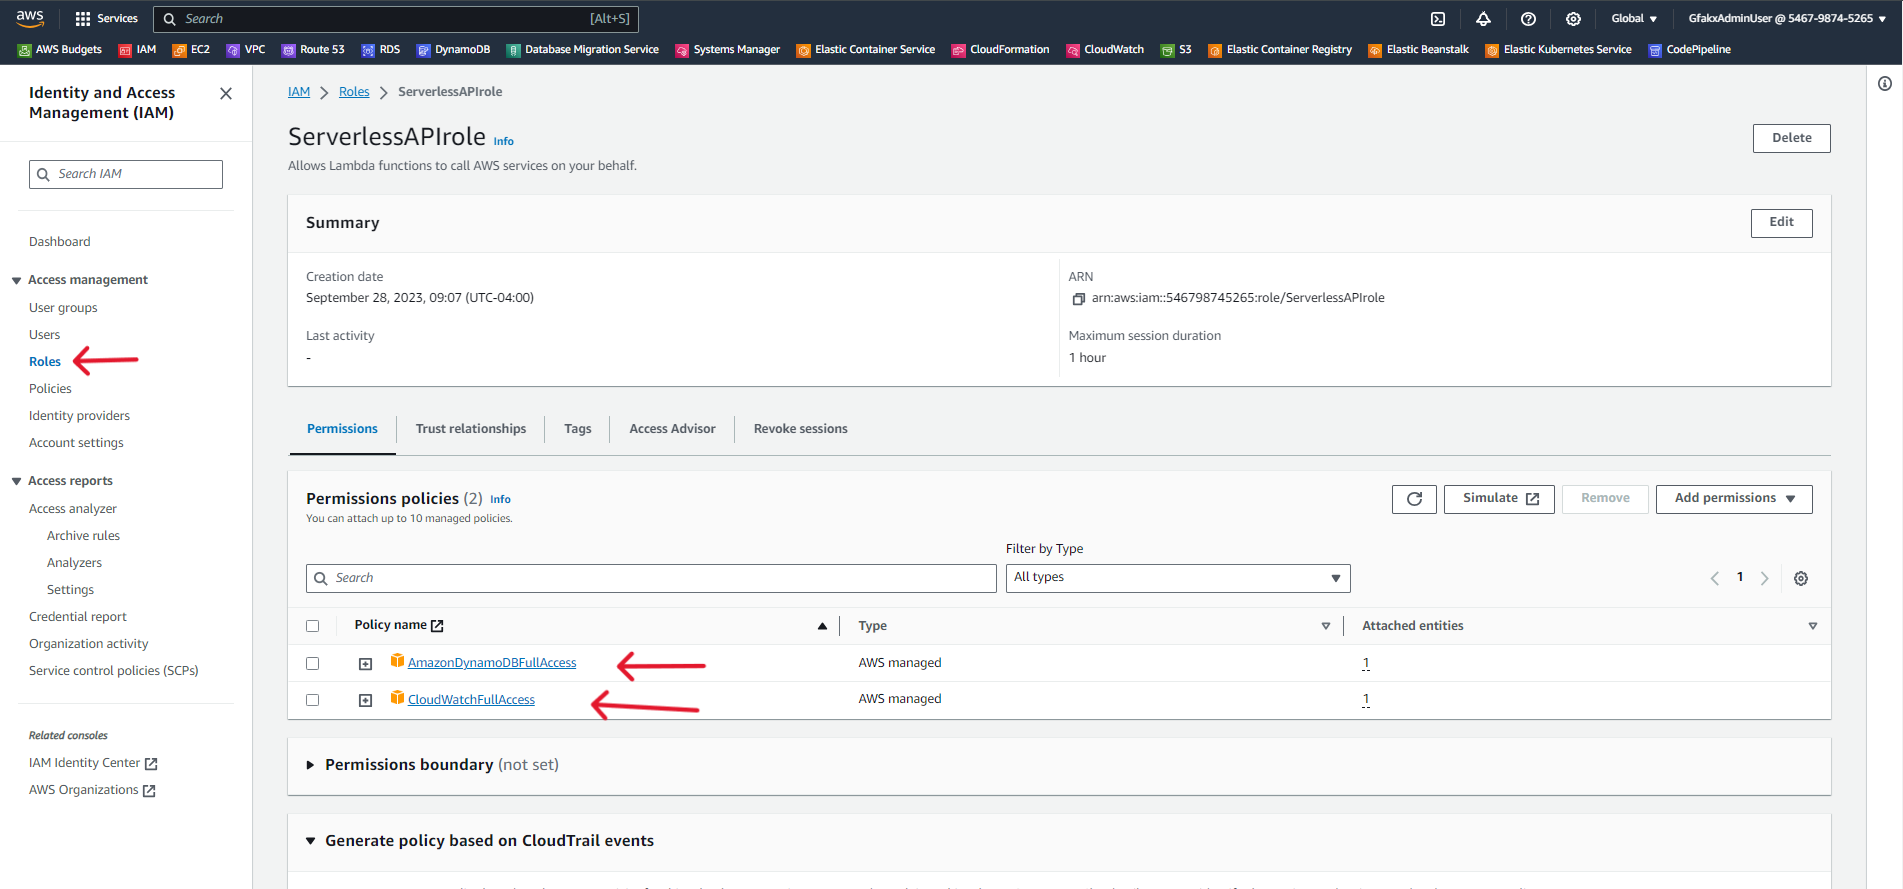 aws Services Search [Alt+S] Global GfakxAdminUser @ 5467-9874-5265
AWS Budgets IAM EC2 VPC Route 53 RDS DynamoDB Database Migration Service Systems Manager Elastic Container Service CloudFormation CloudWatch S3 Elastic Container Registry Elastic Beanstalk Elastic Kubernetes Service CodePipeline
Identity and Access
Management (IAM)
Search IAM
Dashboard
Access management
User groups
Users
Roles
Policies
Identity providers
Account settings
Access reports
Access analyzer
Archive rules
Analyzers
Settings
Credential report
Organization activity
Service control policies (SCPs)
Related consoles
IAM Identity Center
AWS Organizations
IAM Roles ServerlessAPIrole
ServerlessAPIrole Info
Delete
Allows Lambda functions to call AWS services on your behalf.
Summary
Edit
Creation date
September 28, 2023, 09:07 (UTC-04:00)
ARN
arn:aws:iam::546798745265:role/ServerlessAPIrole
Last activity
-
Maximum session duration
1 hour
Permissions Trust relationships Tags Access Advisor Revoke sessions
Permissions policies (2) Info
You can attach up to 10 managed policies.
Simulate Remove Add permissions
Filter by Type
Search All types 1
Policy name Type Attached entities
AmazonDynamoDBFullAccess AWS managed 1
CloudWatchFullAccess AWS managed 1
Permissions boundary (not set)
Generate policy based on CloudTrail events